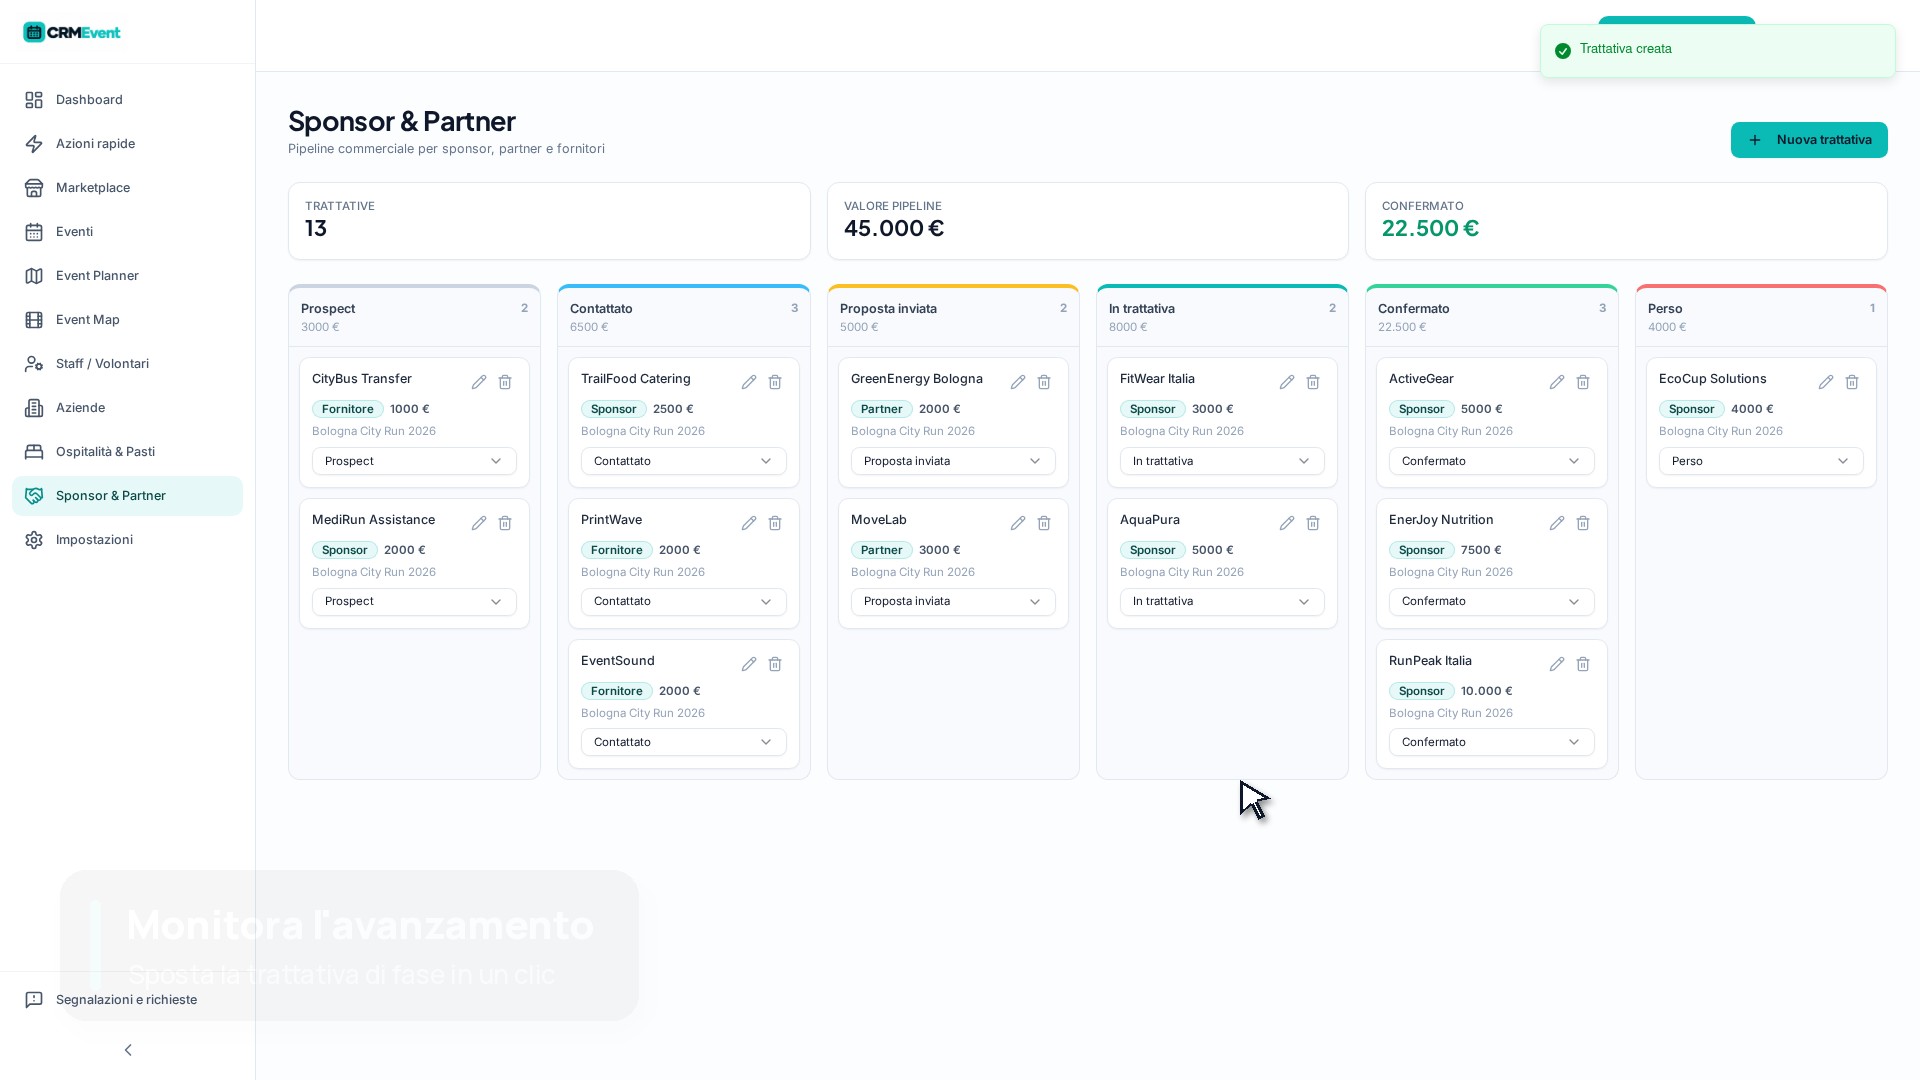 CRMEvent
Trattativa creata
Dashboard
Azioni rapide
Marketplace
Eventi
Event Planner
Event Map
Staff / Volontari
Aziende
Ospitalità & Pasti
Sponsor & Partner
Impostazioni
Segnalazioni e richieste
Sponsor & Partner
Pipeline commerciale per sponsor, partner e fornitori
Nuova trattativa
TRATTATIVE
13
VALORE PIPELINE
45.000 €
CONFERMATO
22.500 €
Prospect 2
3000 €
CityBus Transfer
Fornitore 1000 €
Bologna City Run 2026
Prospect
MediRun Assistance
Sponsor 2000 €
Bologna City Run 2026
Prospect
Contattato 3
6500 €
TrailFood Catering
Sponsor 2500 €
Bologna City Run 2026
Contattato
PrintWave
Fornitore 2000 €
Bologna City Run 2026
Contattato
EventSound
Fornitore 2000 €
Bologna City Run 2026
Contattato
Proposta inviata 2
5000 €
GreenEnergy Bologna
Partner 2000 €
Bologna City Run 2026
Proposta inviata
MoveLab
Partner 3000 €
Bologna City Run 2026
Proposta inviata
In trattativa 2
8000 €
FitWear Italia
Sponsor 3000 €
Bologna City Run 2026
In trattativa
AquaPura
Sponsor 5000 €
Bologna City Run 2026
In trattativa
Confermato 3
22.500 €
ActiveGear
Sponsor 5000 €
Bologna City Run 2026
Confermato
EnerJoy Nutrition
Sponsor 7500 €
Bologna City Run 2026
Confermato
RunPeak Italia
Sponsor 10.000 €
Bologna City Run 2026
Confermato
Perso 1
4000 €
EcoCup Solutions
Sponsor 4000 €
Bologna City Run 2026
Perso
Monitora l'avanzamento
Sposta la trattativa di fase in un clic